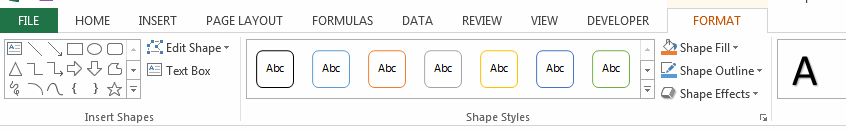 FILE HOME INSERT PAGE LAYOUT FORMULAS DATA REVIEW VIEW DEVELOPER FORMAT
Edit Shape
Text Box
Insert Shapes
Abc Abc Abc Abc Abc Abc Abc
Shape Styles
Shape Fill
Shape Outline
Shape Effects
A